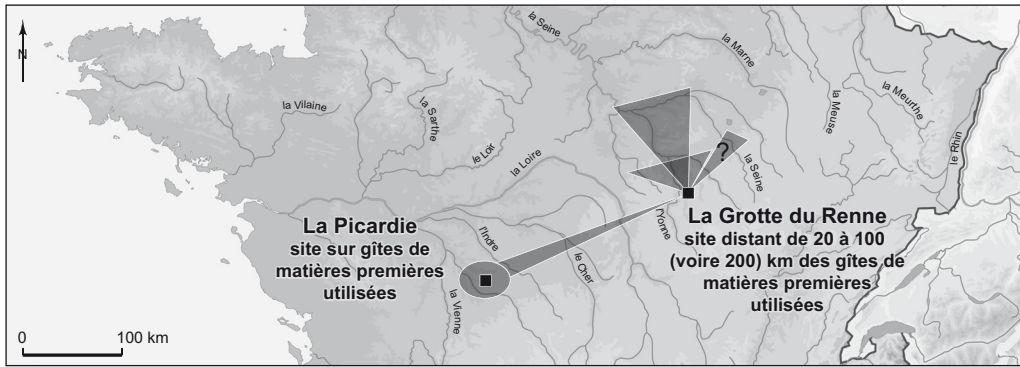 N
la Seine
la Marne
la Meuse
la Meurthe
le Rhin
la Vilaine
la Sarthe
le Loir
la Loire
?
la Seine
l'Yonne
La Picardie
site sur gîtes de
matières premières
utilisées
l'Indre
le Cher
la Vienne
La Grotte du Renne
site distant de 20 à 100
(voire 200) km des gîtes de
matières premières
utilisées
0
100 km